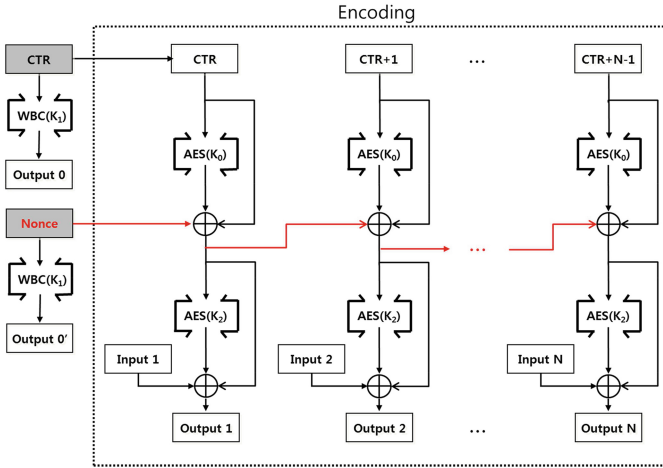 Encoding
CTR
CTR
CTR+1
...
CTR+N-1
WBC(K₁)
AES(K₀)
AES(K₀)
AES(K₀)
Output 0
Nonce
...
WBC(K₁)
AES(K₂)
AES(K₂)
AES(K₂)
Output 0′
Input 1
Input 2
Input N
Output 1
Output 2
...
Output N